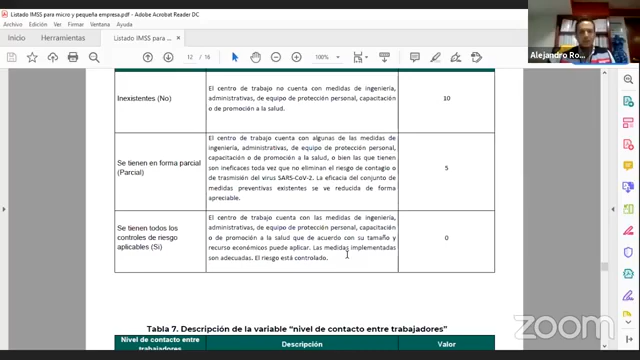 Listado IMSS para micro y pequeña empresa.pdf - Adobe Acrobat Reader DC
Archivo Edición Ver Firmar Ventana Ayuda
Inicio Herramientas Listado IMSS para ...
12 / 16 100%
Alejandro Ro...
Inexistentes (No)
El centro de trabajo no cuenta con medidas de ingeniería,
administrativas, de equipo de protección personal, capacitación
o de promoción a la salud.
10
Se tienen en forma parcial
(Parcial)
El centro de trabajo cuenta con algunas de las medidas de
ingeniería, administrativas, de equipo de protección personal,
capacitación o de promoción a la salud, o bien las que tienen
son ineficaces toda vez que no eliminan el riesgo de contagio o
de trasmisión del virus SARS-CoV-2. La eficacia del conjunto de
medidas preventivas existentes se ve reducida de forma
apreciable.
5
Se tienen todos los
controles de riesgo
aplicables (Si)
El centro de trabajo cuenta con las medidas de ingeniería,
administrativas, de equipo de protección personal, capacitación
o de promoción a la salud que de acuerdo con su tamaño y
recurso económicos puede aplicar. Las medidas implementadas
son adecuadas. El riesgo está controlado.
0
Tabla 7. Descripción de la variable "nivel de contacto entre trabajadores"
Nivel de contacto entre
trabajadores
Descripción
Valor
zoom